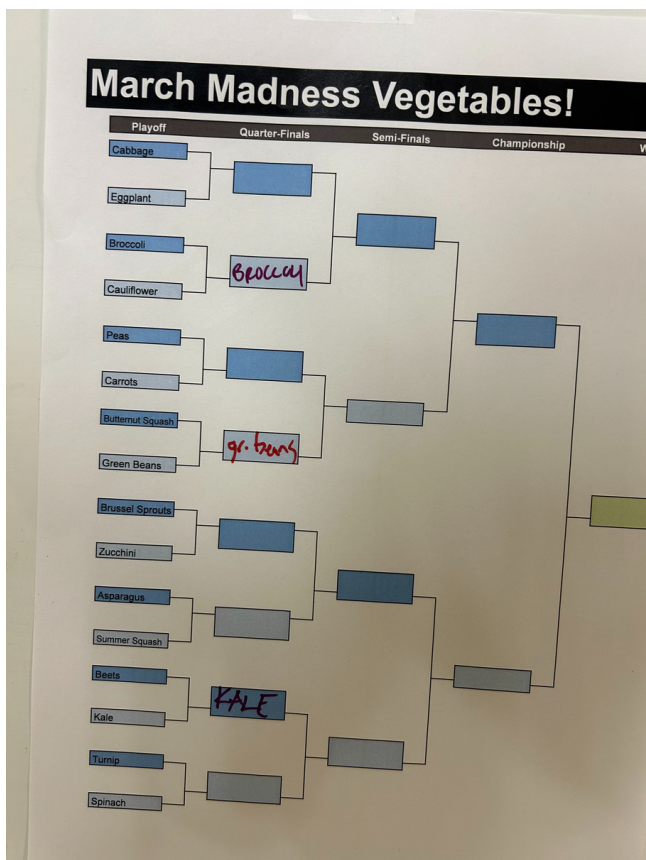 March Madness Vegetables!
Playoff Quarter-Finals Semi-Finals Championship W
Cabbage
Eggplant
Broccoli
BROCCOLI
Cauliflower
Peas
Carrots
Butternut Squash
gr. beans
Green Beans
Brussel Sprouts
Zucchini
Asparagus
Summer Squash
Beets
KALE
Kale
Turnip
Spinach